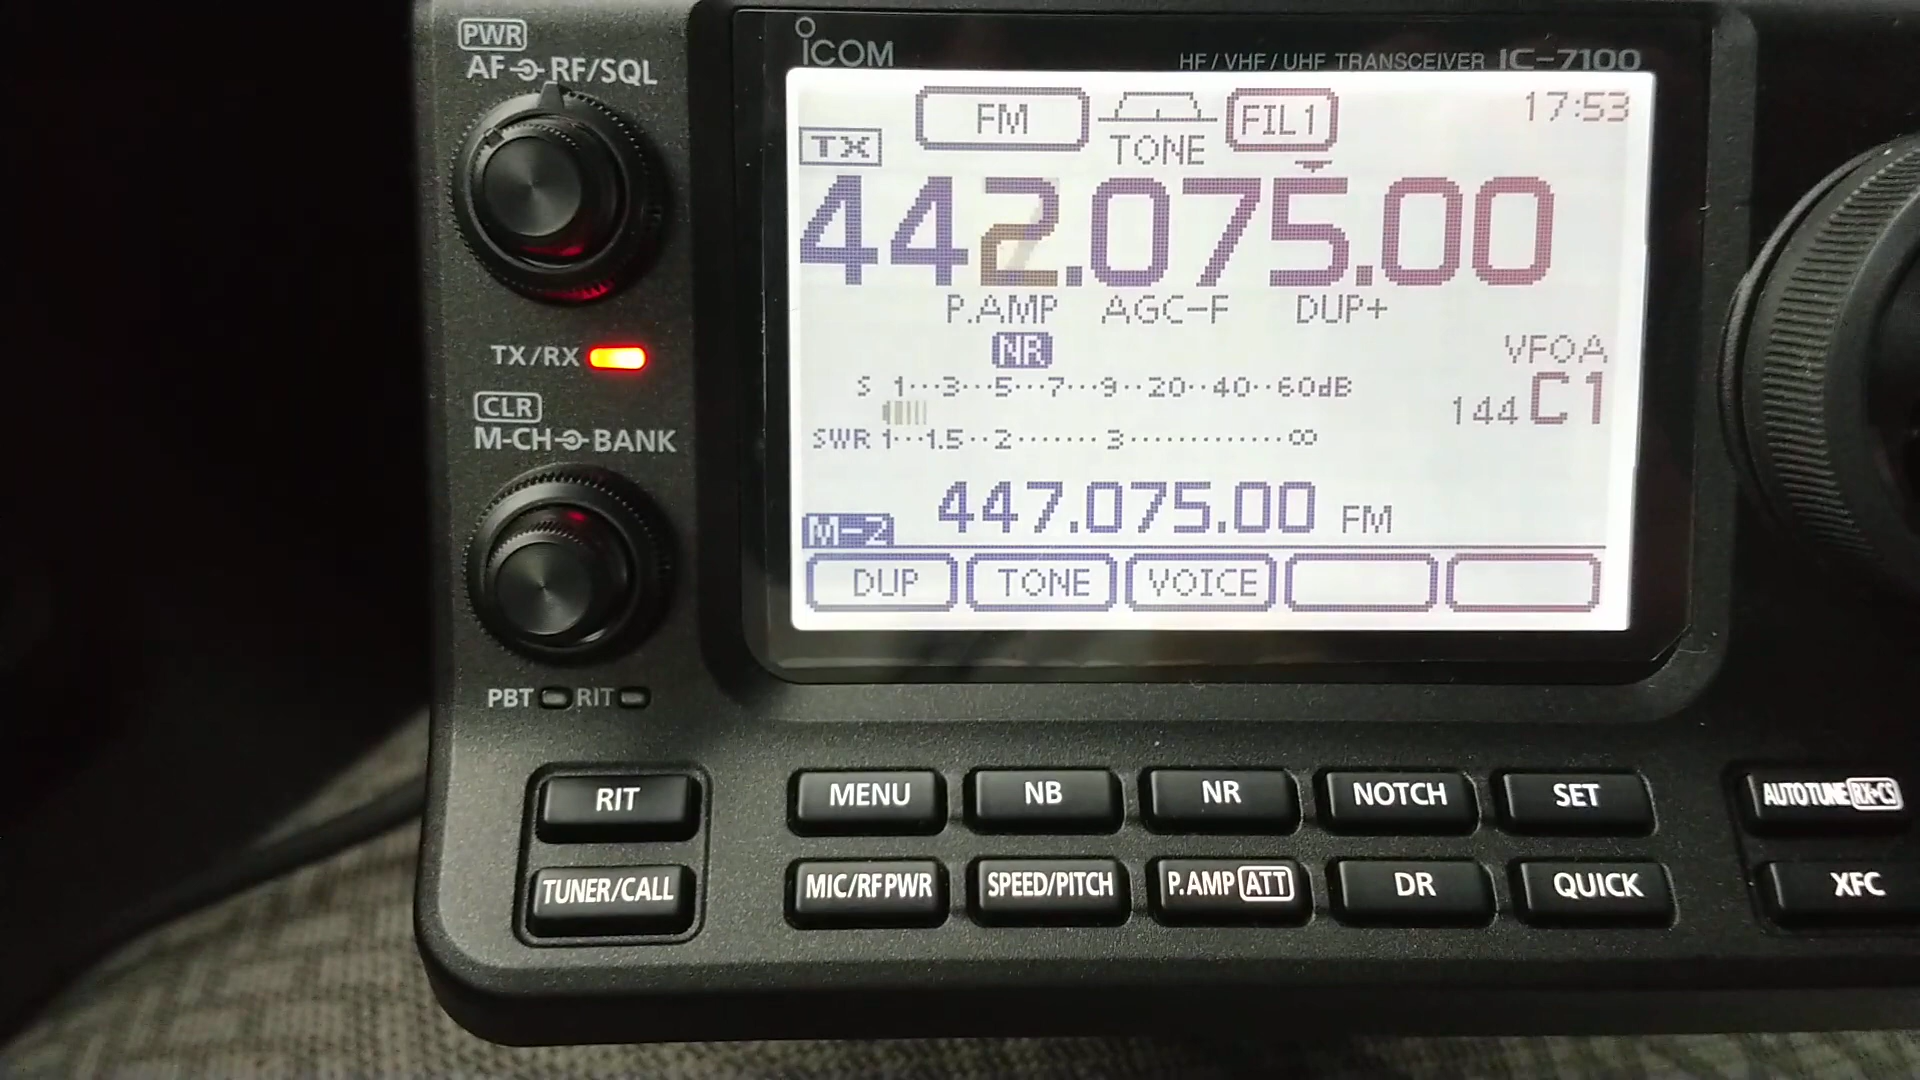 PWR
AF RF/SQL
ICOM
HF/VHF/UHF TRANSCEIVER IC-7100
FM
FIL1
17:53
TX
TONE
442.075.00
P.AMP AGC-F DUP+
TX/RX
NR
VFOA
S 1···3···5···7···9··20··40··60dB
144 C1
CLR
M-CH BANK
SWR 1···1.5··2·······3············∞
447.075.00 FM
M-2
DUP TONE VOICE
PBT RIT
RIT MENU NB NR NOTCH SET AUTOTUNE RX→CS
TUNER/CALL MIC/RF PWR SPEED/PITCH P.AMP ATT DR QUICK XFC